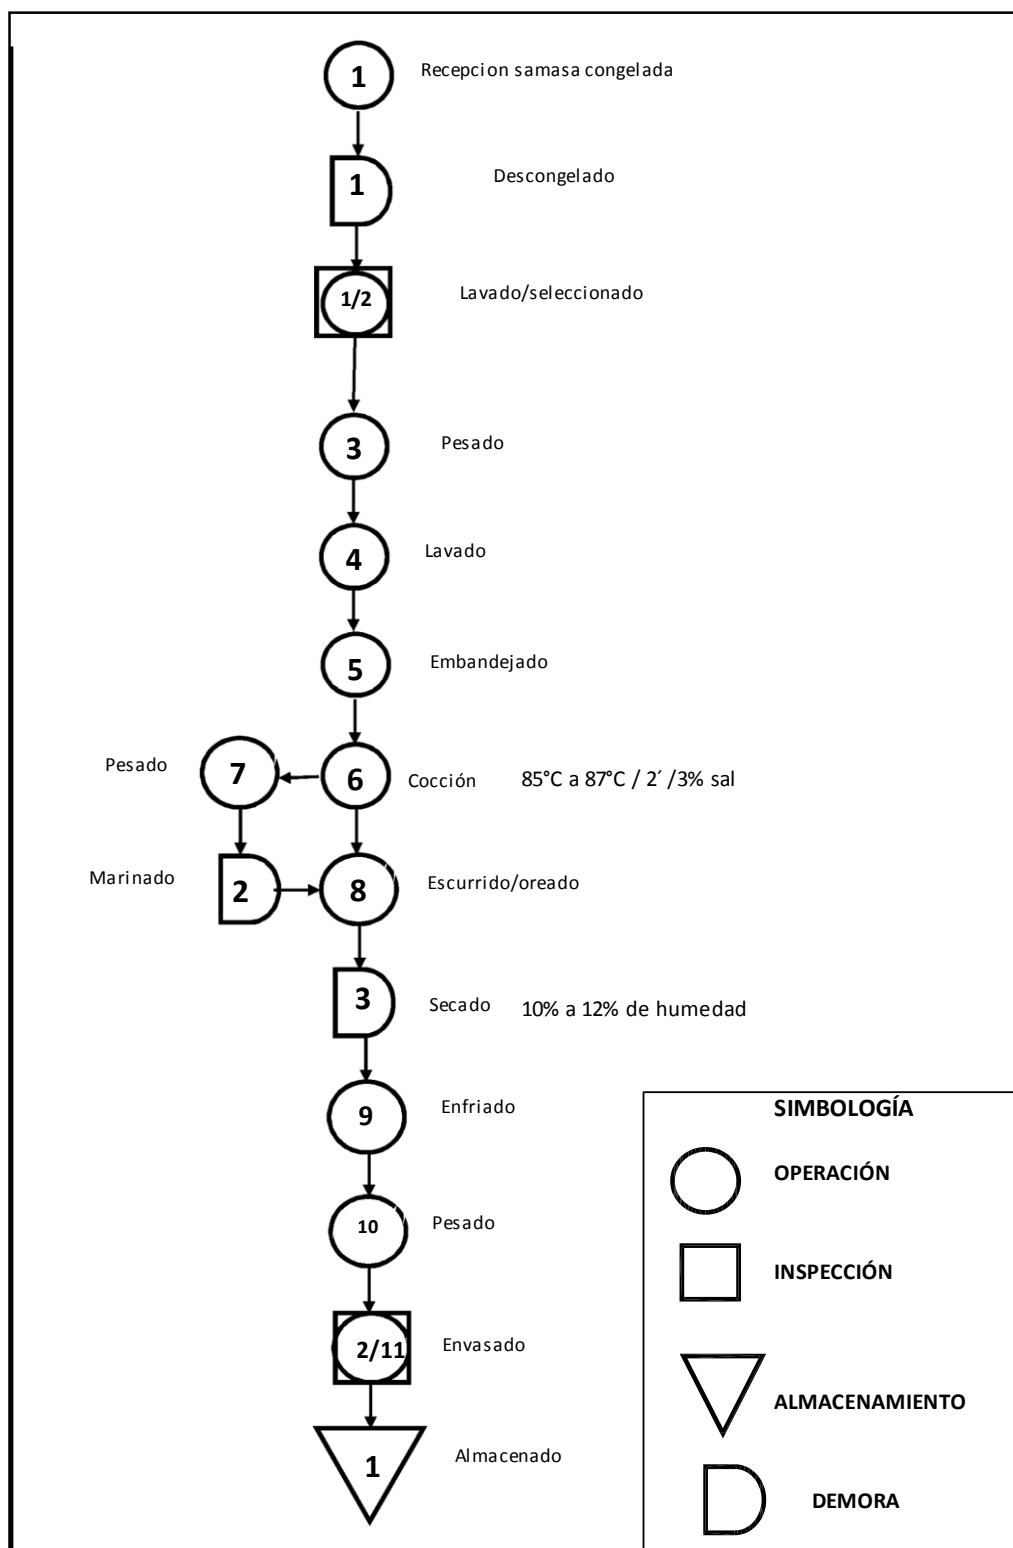 1 Recepcion samasa congelada
1 Descongelado
1/2 Lavado/seleccionado
3 Pesado
4 Lavado
5 Embandejado
Pesado 7 6 Cocción 85°C a 87°C / 2´ /3% sal
Marinado 2 8 Escurrido/oreado
3 Secado 10% a 12% de humedad
9 Enfriado
10 Pesado
2/11 Envasado
1 Almacenado
SIMBOLOGÍA
OPERACIÓN
INSPECCIÓN
ALMACENAMIENTO
DEMORA